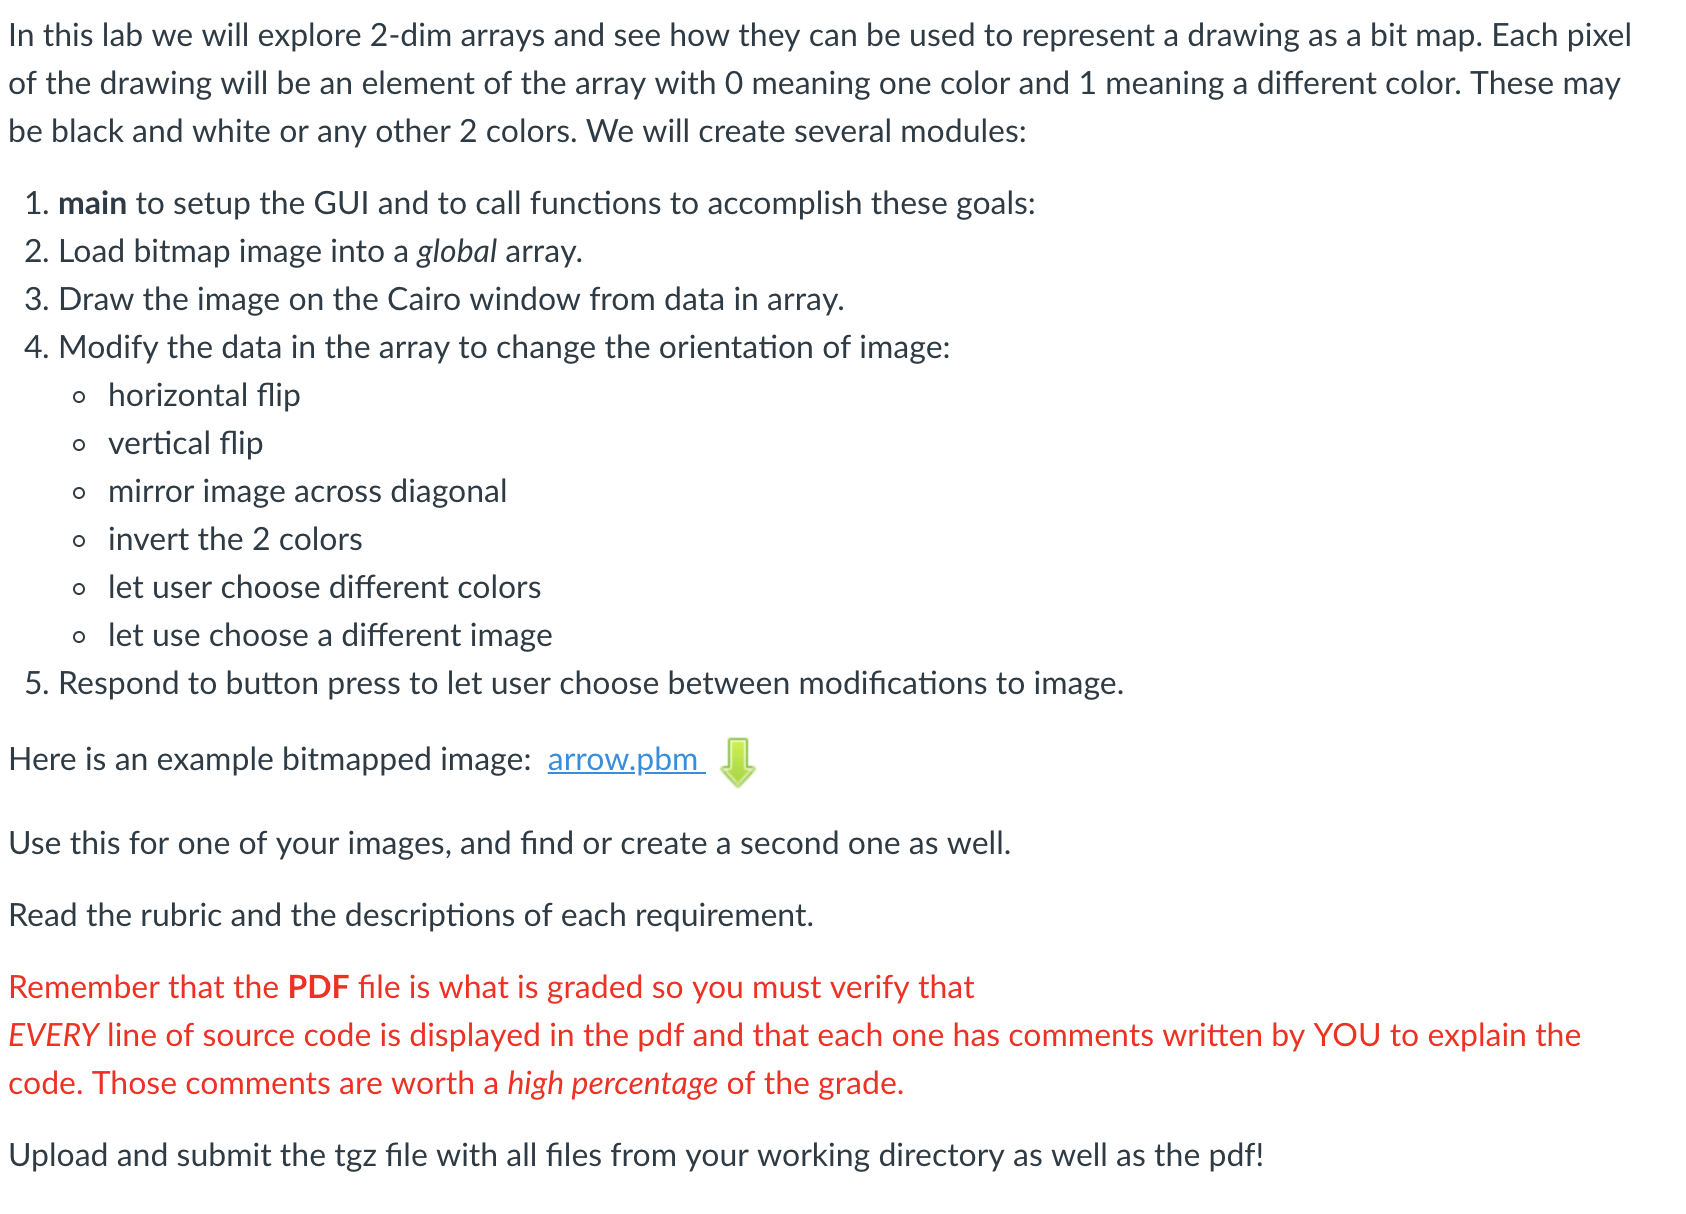 In this lab we will explore 2-dim arrays and see how they can be used to represent a drawing as a bit map. Each pixel
of the drawing will be an element of the array with 0 meaning one color and 1 meaning a different color. These may
be black and white or any other 2 colors. We will create several modules:
1. main to setup the GUI and to call functions to accomplish these goals:
2. Load bitmap image into a global array.
3. Draw the image on the Cairo window from data in array.
4. Modify the data in the array to change the orientation of image:
○ horizontal flip
○ vertical flip
○ mirror image across diagonal
○ invert the 2 colors
○ let user choose different colors
○ let use choose a different image
5. Respond to button press to let user choose between modifications to image.
Here is an example bitmapped image: arrow.pbm
Use this for one of your images, and find or create a second one as well.
Read the rubric and the descriptions of each requirement.
Remember that the PDF file is what is graded so you must verify that
EVERY line of source code is displayed in the pdf and that each one has comments written by YOU to explain the
code. Those comments are worth a high percentage of the grade.
Upload and submit the tgz file with all files from your working directory as well as the pdf!